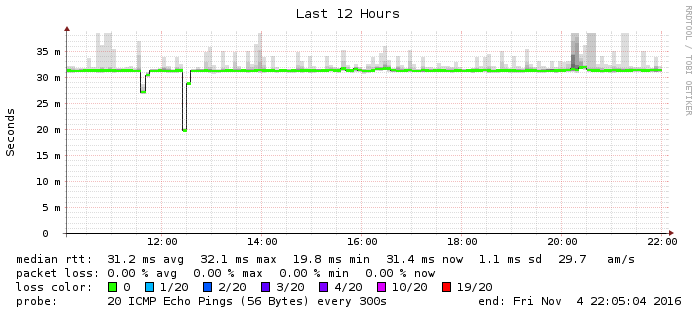 Last 12 Hours
RRDTOOL / TOBI OETIKER
Seconds
35 m
30 m
25 m
20 m
15 m
10 m
5 m
0
12:00 14:00 16:00 18:00 20:00 22:00
median rtt: 31.2 ms avg 32.1 ms max 19.8 ms min 31.4 ms now 1.1 ms sd 29.7 am/s
packet loss: 0.00 % avg 0.00 % max 0.00 % min 0.00 % now
loss color: 0 1/20 2/20 3/20 4/20 10/20 19/20
probe: 20 ICMP Echo Pings (56 Bytes) every 300s end: Fri Nov 4 22:05:04 2016